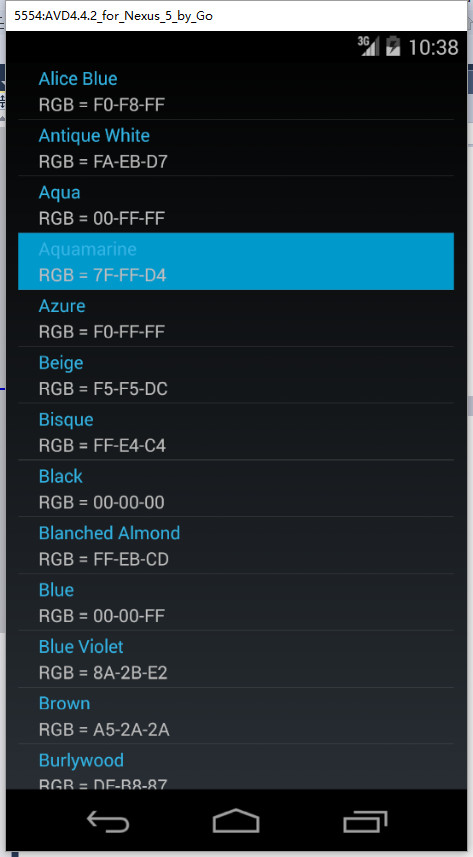 5554:AVD4.4.2_for_Nexus_5_by_Go
3G 10:38
Alice Blue
RGB = F0-F8-FF
Antique White
RGB = FA-EB-D7
Aqua
RGB = 00-FF-FF
Aquamarine
RGB = 7F-FF-D4
Azure
RGB = F0-FF-FF
Beige
RGB = F5-F5-DC
Bisque
RGB = FF-E4-C4
Black
RGB = 00-00-00
Blanched Almond
RGB = FF-EB-CD
Blue
RGB = 00-00-FF
Blue Violet
RGB = 8A-2B-E2
Brown
RGB = A5-2A-2A
Burlywood
RGB = DE-B8-87